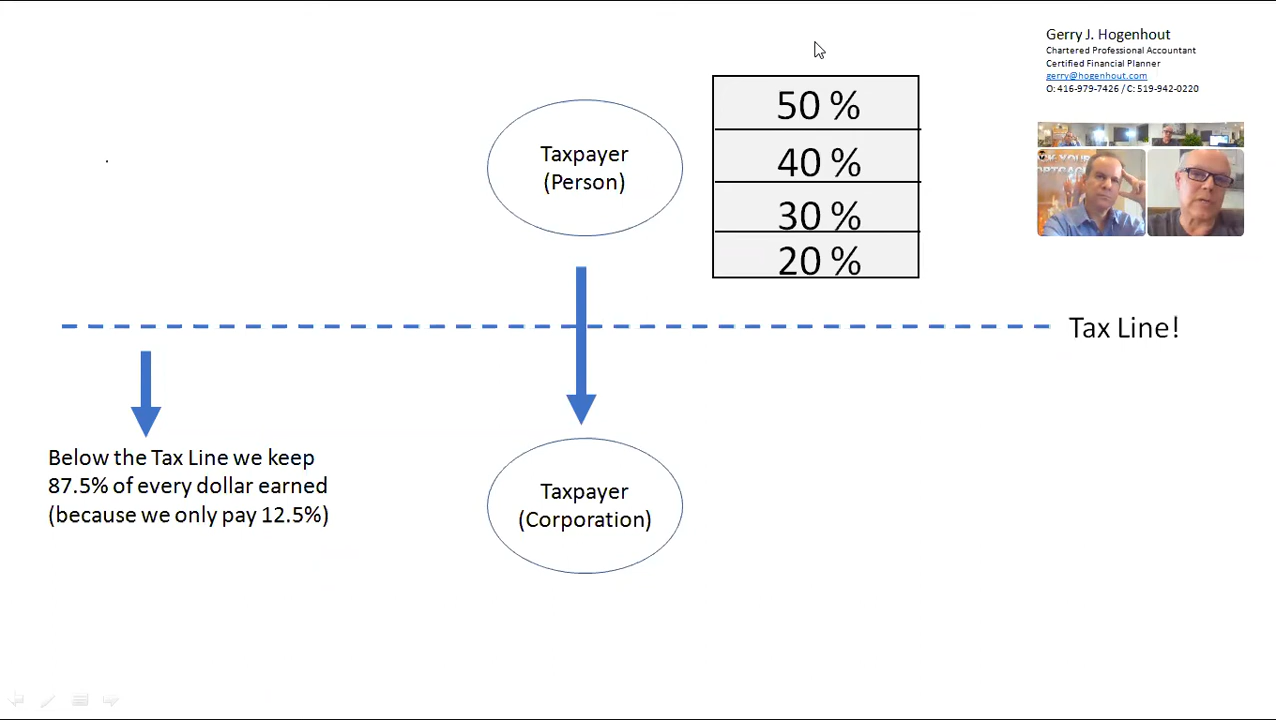 Gerry J. Hogenhout
Chartered Professional Accountant
Certified Financial Planner
gerry@hogenhout.com
O: 416-979-7426 / C: 519-942-0220
50 %
40 %
30 %
20 %
Taxpayer
(Person)
Tax Line!
Below the Tax Line we keep
87.5% of every dollar earned
(because we only pay 12.5%)
Taxpayer
(Corporation)